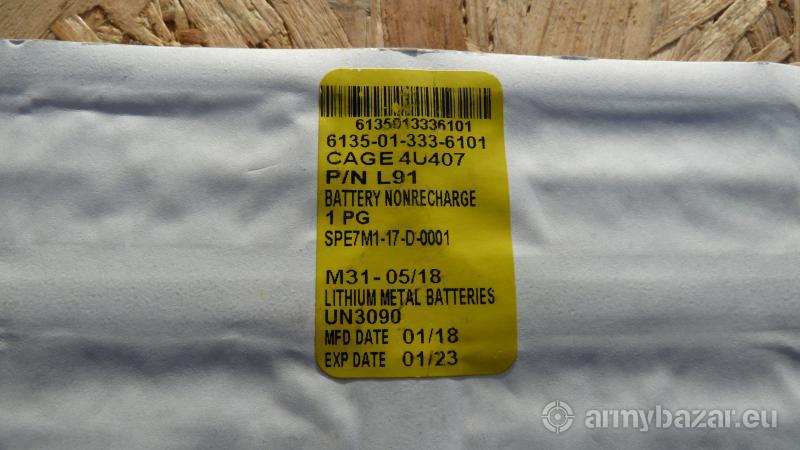 6135013336101
6135-01-333-6101
CAGE 4U407
P/N L91
BATTERY NONRECHARGE
1 PG
SPE7M1-17-D-0001
M31- 05/18
LITHIUM METAL BATTERIES
UN3090
MFD DATE 01/18
EXP DATE 01/23
armybazar.eu